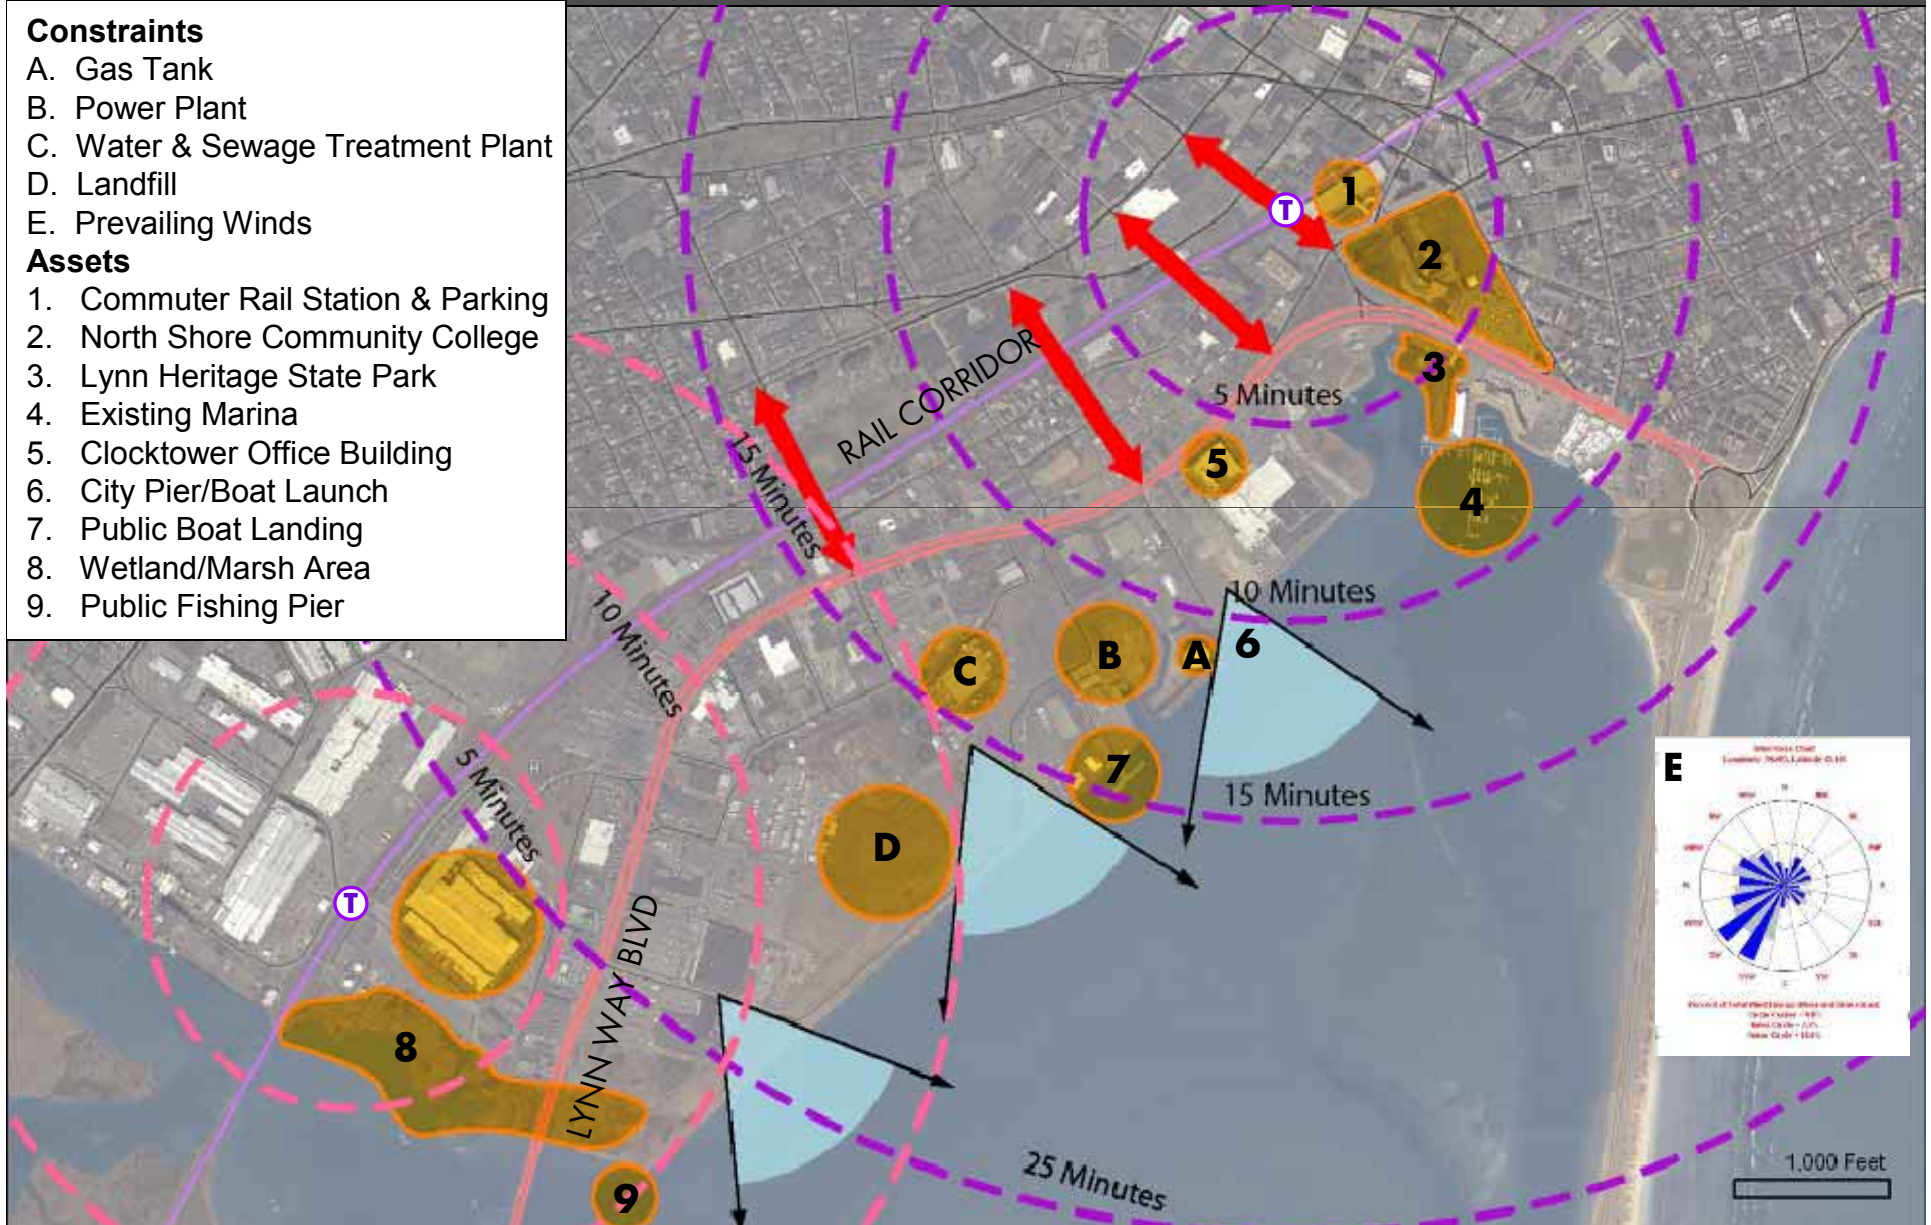 Constraints
A. Gas Tank
B. Power Plant
C. Water & Sewage Treatment Plant
D. Landfill
E. Prevailing Winds
Assets
1. Commuter Rail Station & Parking
2. North Shore Community College
3. Lynn Heritage State Park
4. Existing Marina
5. Clocktower Office Building
6. City Pier/Boat Launch
7. Public Boat Landing
8. Wetland/Marsh Area
9. Public Fishing Pier
1
T
2
3
RAIL CORRIDOR
5 Minutes
15 Minutes
5
4
10 Minutes
10 Minutes
6
C
B
A
5 Minutes
7
15 Minutes
E
D
T
LYNN WAY BLVD
8
25 Minutes
1,000 Feet
9